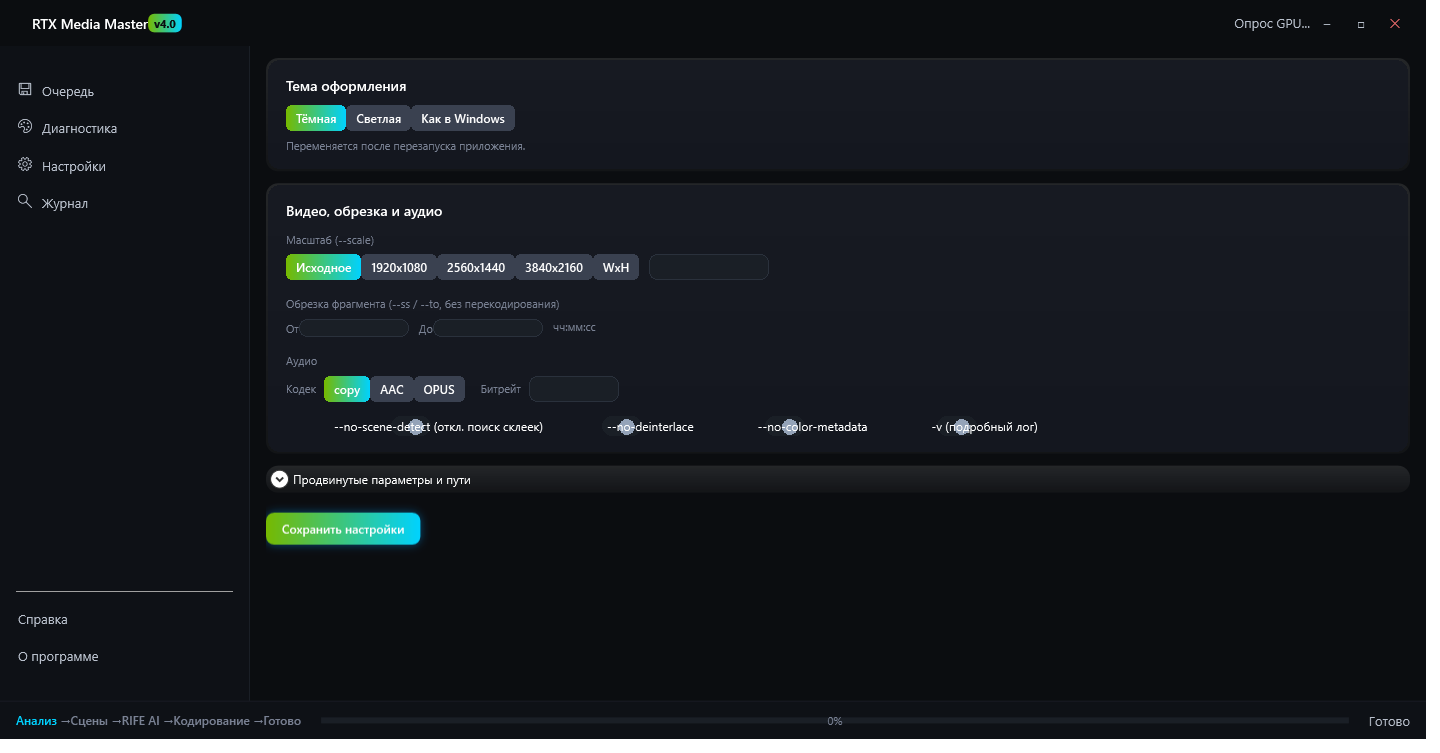 RTX Media Master v4.0
Опрос GPU...
Очередь
Диагностика
Настройки
Журнал
Справка
О программе
Тема оформления
Тёмная Светлая Как в Windows
Переменяется после перезапуска приложения.
Видео, обрезка и аудио
Масштаб (--scale)
Исходное 1920x1080 2560x1440 3840x2160 WxH
Обрезка фрагмента (--ss / --to, без перекодирования)
От До чч:мм:сс
Аудио
Кодек copy AAC OPUS Битрейт
--no-scene-detect (откл. поиск склеек) --no-deinterlace --no-color-metadata -v (подробный лог)
Продвинутые параметры и пути
Сохранить настройки
Анализ →Сцены →RIFE AI →Кодирование →Готово 0% Готово